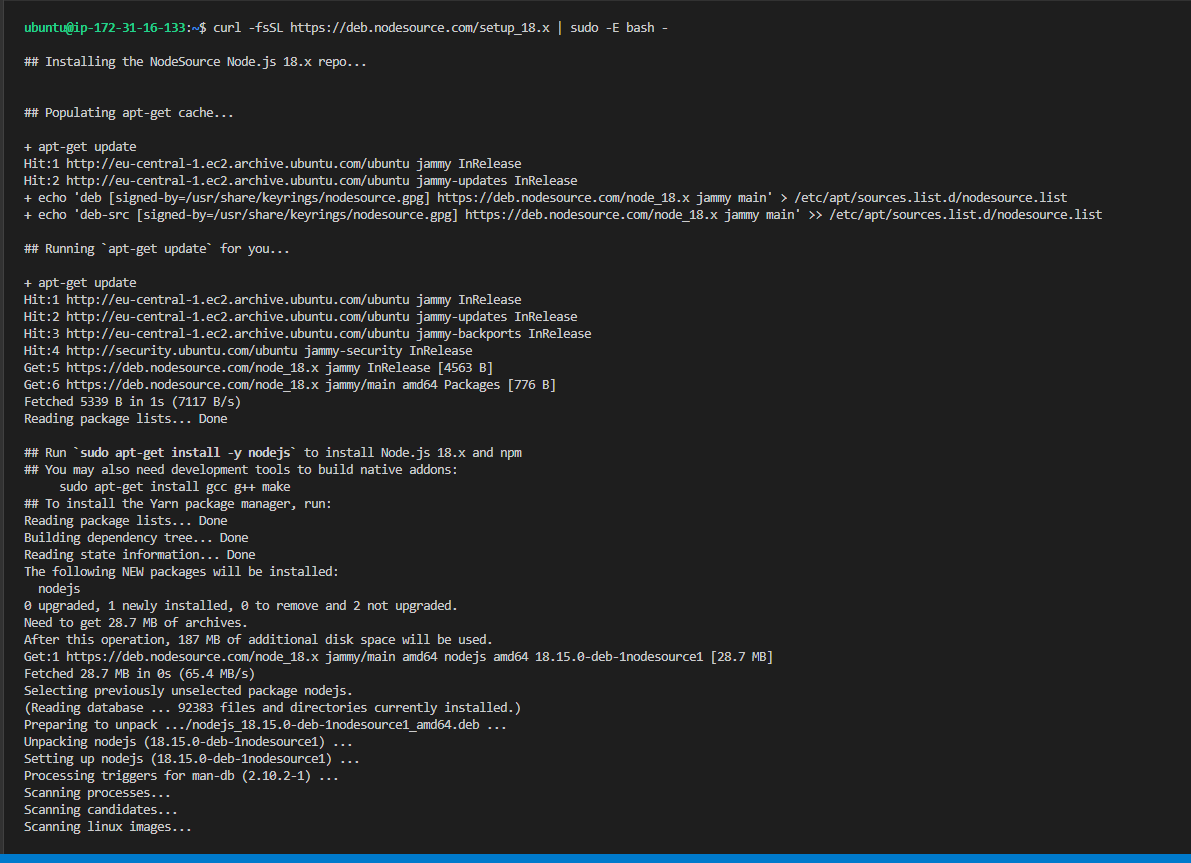 ubuntu@ip-172-31-16-133:~$ curl -fsSL https://deb.nodesource.com/setup_18.x | sudo -E bash -
## Installing the NodeSource Node.js 18.x repo...
## Populating apt-get cache...
+ apt-get update
Hit:1 http://eu-central-1.ec2.archive.ubuntu.com/ubuntu jammy InRelease
Hit:2 http://eu-central-1.ec2.archive.ubuntu.com/ubuntu jammy-updates InRelease
+ echo 'deb [signed-by=/usr/share/keyrings/nodesource.gpg] https://deb.nodesource.com/node_18.x jammy main' > /etc/apt/sources.list.d/nodesource.list
+ echo 'deb-src [signed-by=/usr/share/keyrings/nodesource.gpg] https://deb.nodesource.com/node_18.x jammy main' >> /etc/apt/sources.list.d/nodesource.list
## Running `apt-get update` for you...
+ apt-get update
Hit:1 http://eu-central-1.ec2.archive.ubuntu.com/ubuntu jammy InRelease
Hit:2 http://eu-central-1.ec2.archive.ubuntu.com/ubuntu jammy-updates InRelease
Hit:3 http://eu-central-1.ec2.archive.ubuntu.com/ubuntu jammy-backports InRelease
Hit:4 http://security.ubuntu.com/ubuntu jammy-security InRelease
Get:5 https://deb.nodesource.com/node_18.x jammy InRelease [4563 B]
Get:6 https://deb.nodesource.com/node_18.x jammy/main amd64 Packages [776 B]
Fetched 5339 B in 1s (7117 B/s)
Reading package lists... Done
## Run `sudo apt-get install -y nodejs` to install Node.js 18.x and npm
## You may also need development tools to build native addons:
sudo apt-get install gcc g++ make
## To install the Yarn package manager, run:
Reading package lists... Done
Building dependency tree... Done
Reading state information... Done
The following NEW packages will be installed:
nodejs
0 upgraded, 1 newly installed, 0 to remove and 2 not upgraded.
Need to get 28.7 MB of archives.
After this operation, 187 MB of additional disk space will be used.
Get:1 https://deb.nodesource.com/node_18.x jammy/main amd64 nodejs amd64 18.15.0-deb-1nodesource1 [28.7 MB]
Fetched 28.7 MB in 0s (65.4 MB/s)
Selecting previously unselected package nodejs.
(Reading database ... 92383 files and directories currently installed.)
Preparing to unpack .../nodejs_18.15.0-deb-1nodesource1_amd64.deb ...
Unpacking nodejs (18.15.0-deb-1nodesource1) ...
Setting up nodejs (18.15.0-deb-1nodesource1) ...
Processing triggers for man-db (2.10.2-1) ...
Scanning processes...
Scanning candidates...
Scanning linux images...